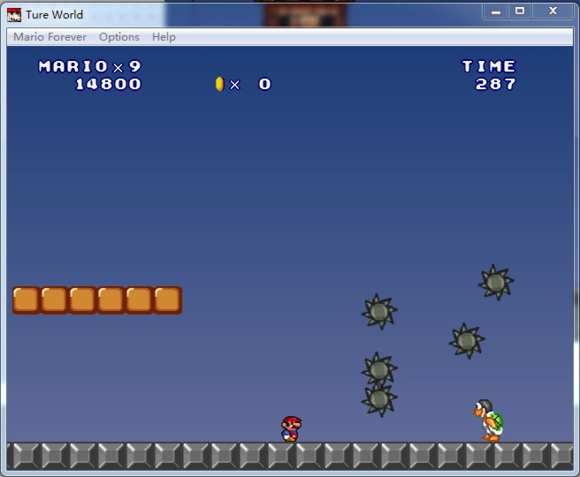 Ture World
Mario Forever Options Help
MARIO × 9
14800
× 0
TIME
287